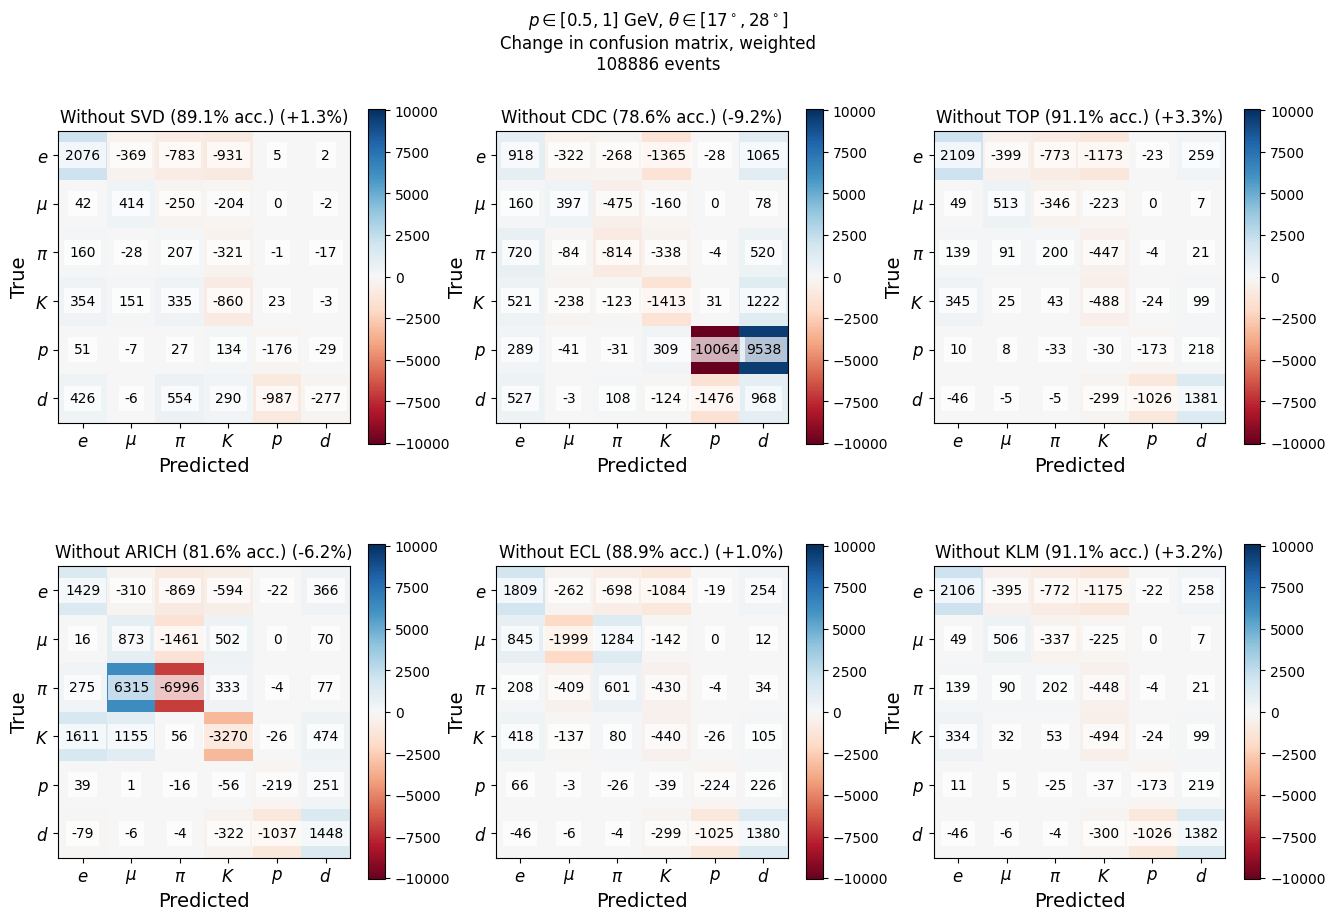 p ∈ [0.5, 1] GeV, θ ∈ [17°, 28°]
Change in confusion matrix, weighted
108886 events
Without SVD (89.1% acc.) (+1.3%)
e 2076 -369 -783 -931 5 2
μ 42 414 -250 -204 0 -2
π 160 -28 207 -321 -1 -17
K 354 151 335 -860 23 -3
p 51 -7 27 134 -176 -29
d 426 -6 554 290 -987 -277
e μ π K p d
Predicted
True
10000
7500
5000
2500
0
−2500
−5000
−7500
−10000
Without CDC (78.6% acc.) (-9.2%)
e 918 -322 -268 -1365 -28 1065
μ 160 397 -475 -160 0 78
π 720 -84 -814 -338 -4 520
K 521 -238 -123 -1413 31 1222
p 289 -41 -31 309 -10064 9538
d 527 -3 108 -124 -1476 968
e μ π K p d
Predicted
True
10000
7500
5000
2500
0
−2500
−5000
−7500
−10000
Without TOP (91.1% acc.) (+3.3%)
e 2109 -399 -773 -1173 -23 259
μ 49 513 -346 -223 0 7
π 139 91 200 -447 -4 21
K 345 25 43 -488 -24 99
p 10 8 -33 -30 -173 218
d -46 -5 -5 -299 -1026 1381
e μ π K p d
Predicted
True
10000
7500
5000
2500
0
−2500
−5000
−7500
−10000
Without ARICH (81.6% acc.) (-6.2%)
e 1429 -310 -869 -594 -22 366
μ 16 873 -1461 502 0 70
π 275 6315 -6996 333 -4 77
K 1611 1155 56 -3270 -26 474
p 39 1 -16 -56 -219 251
d -79 -6 -4 -322 -1037 1448
e μ π K p d
Predicted
True
10000
7500
5000
2500
0
−2500
−5000
−7500
−10000
Without ECL (88.9% acc.) (+1.0%)
e 1809 -262 -698 -1084 -19 254
μ 845 -1999 1284 -142 0 12
π 208 -409 601 -430 -4 34
K 418 -137 80 -440 -26 105
p 66 -3 -26 -39 -224 226
d -46 -6 -4 -299 -1025 1380
e μ π K p d
Predicted
True
10000
7500
5000
2500
0
−2500
−5000
−7500
−10000
Without KLM (91.1% acc.) (+3.2%)
e 2106 -395 -772 -1175 -22 258
μ 49 506 -337 -225 0 7
π 139 90 202 -448 -4 21
K 334 32 53 -494 -24 99
p 11 5 -25 -37 -173 219
d -46 -6 -4 -300 -1026 1382
e μ π K p d
Predicted
True
10000
7500
5000
2500
0
−2500
−5000
−7500
−10000